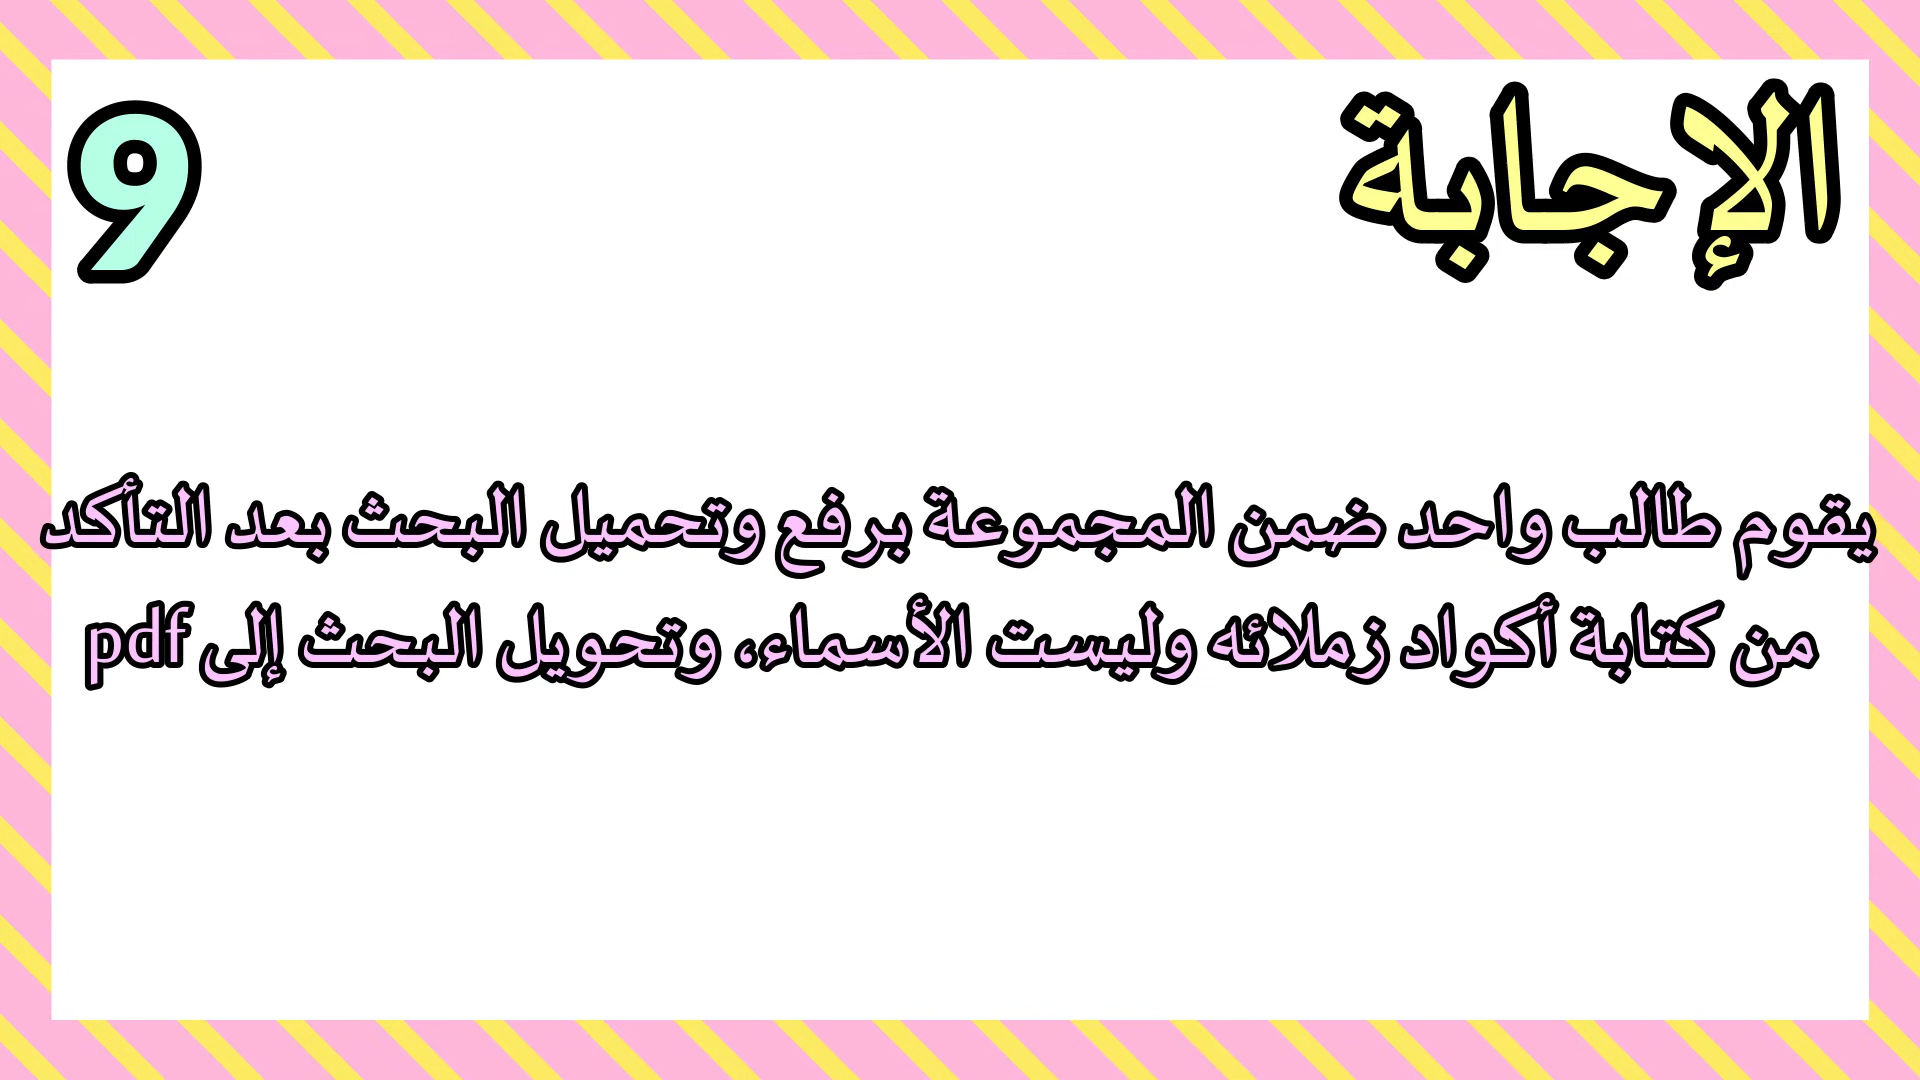 الإجابة
9
يقوم طالب واحد ضمن المجموعة برفع وتحميل البحث بعد التأكد
من كتابة أكواد زملائه وليست الأسماء، وتحويل البحث إلى pdf